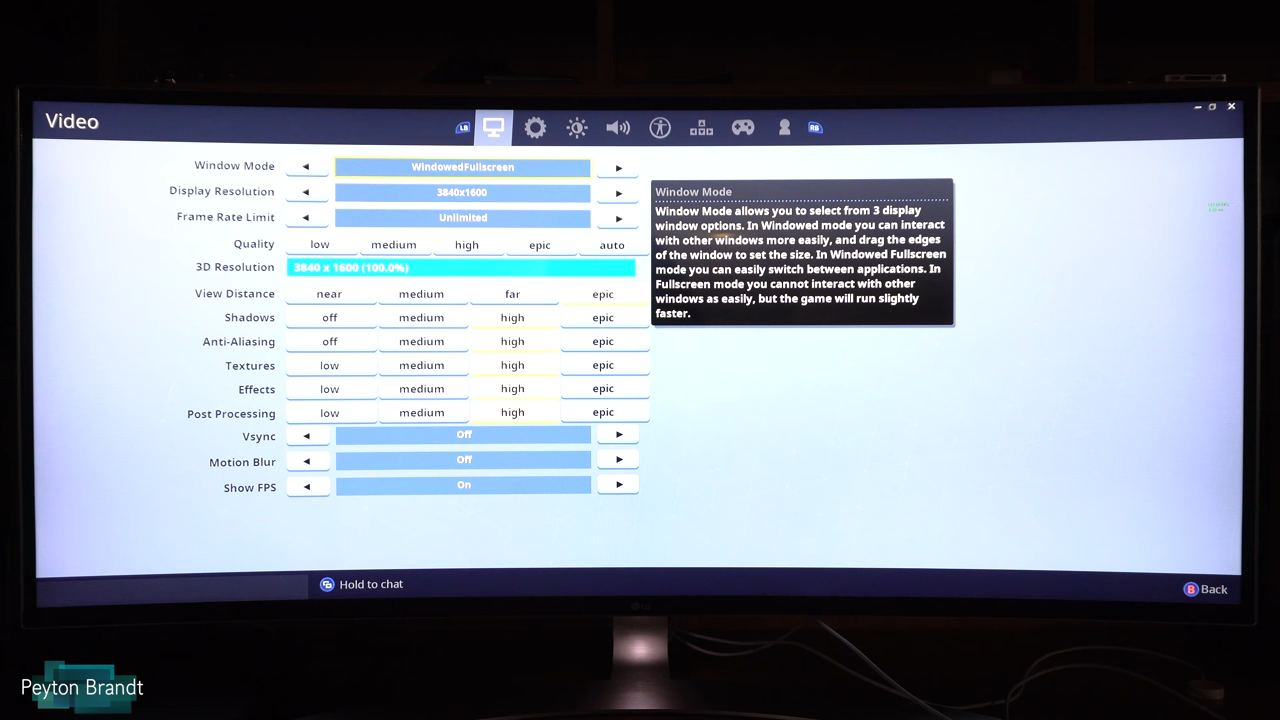 Video
LB
RB
Window Mode
WindowedFullscreen
Display Resolution
3840x1600
Frame Rate Limit
Unlimited
Quality
low medium high epic auto
3D Resolution
3840 x 1600 (100.0%)
View Distance
near medium far epic
Shadows
off medium high epic
Anti-Aliasing
off medium high epic
Textures
low medium high epic
Effects
low medium high epic
Post Processing
low medium high epic
Vsync
Off
Motion Blur
Off
Show FPS
On
Window Mode
Window Mode allows you to select from 3 display
window options. In Windowed mode you can interact
with other windows more easily, and drag the edges
of the window to set the size. In Windowed Fullscreen
mode you can easily switch between applications. In
Fullscreen mode you cannot interact with other
windows as easily, but the game will run slightly
faster.
Hold to chat
B Back
LG
Peyton Brandt